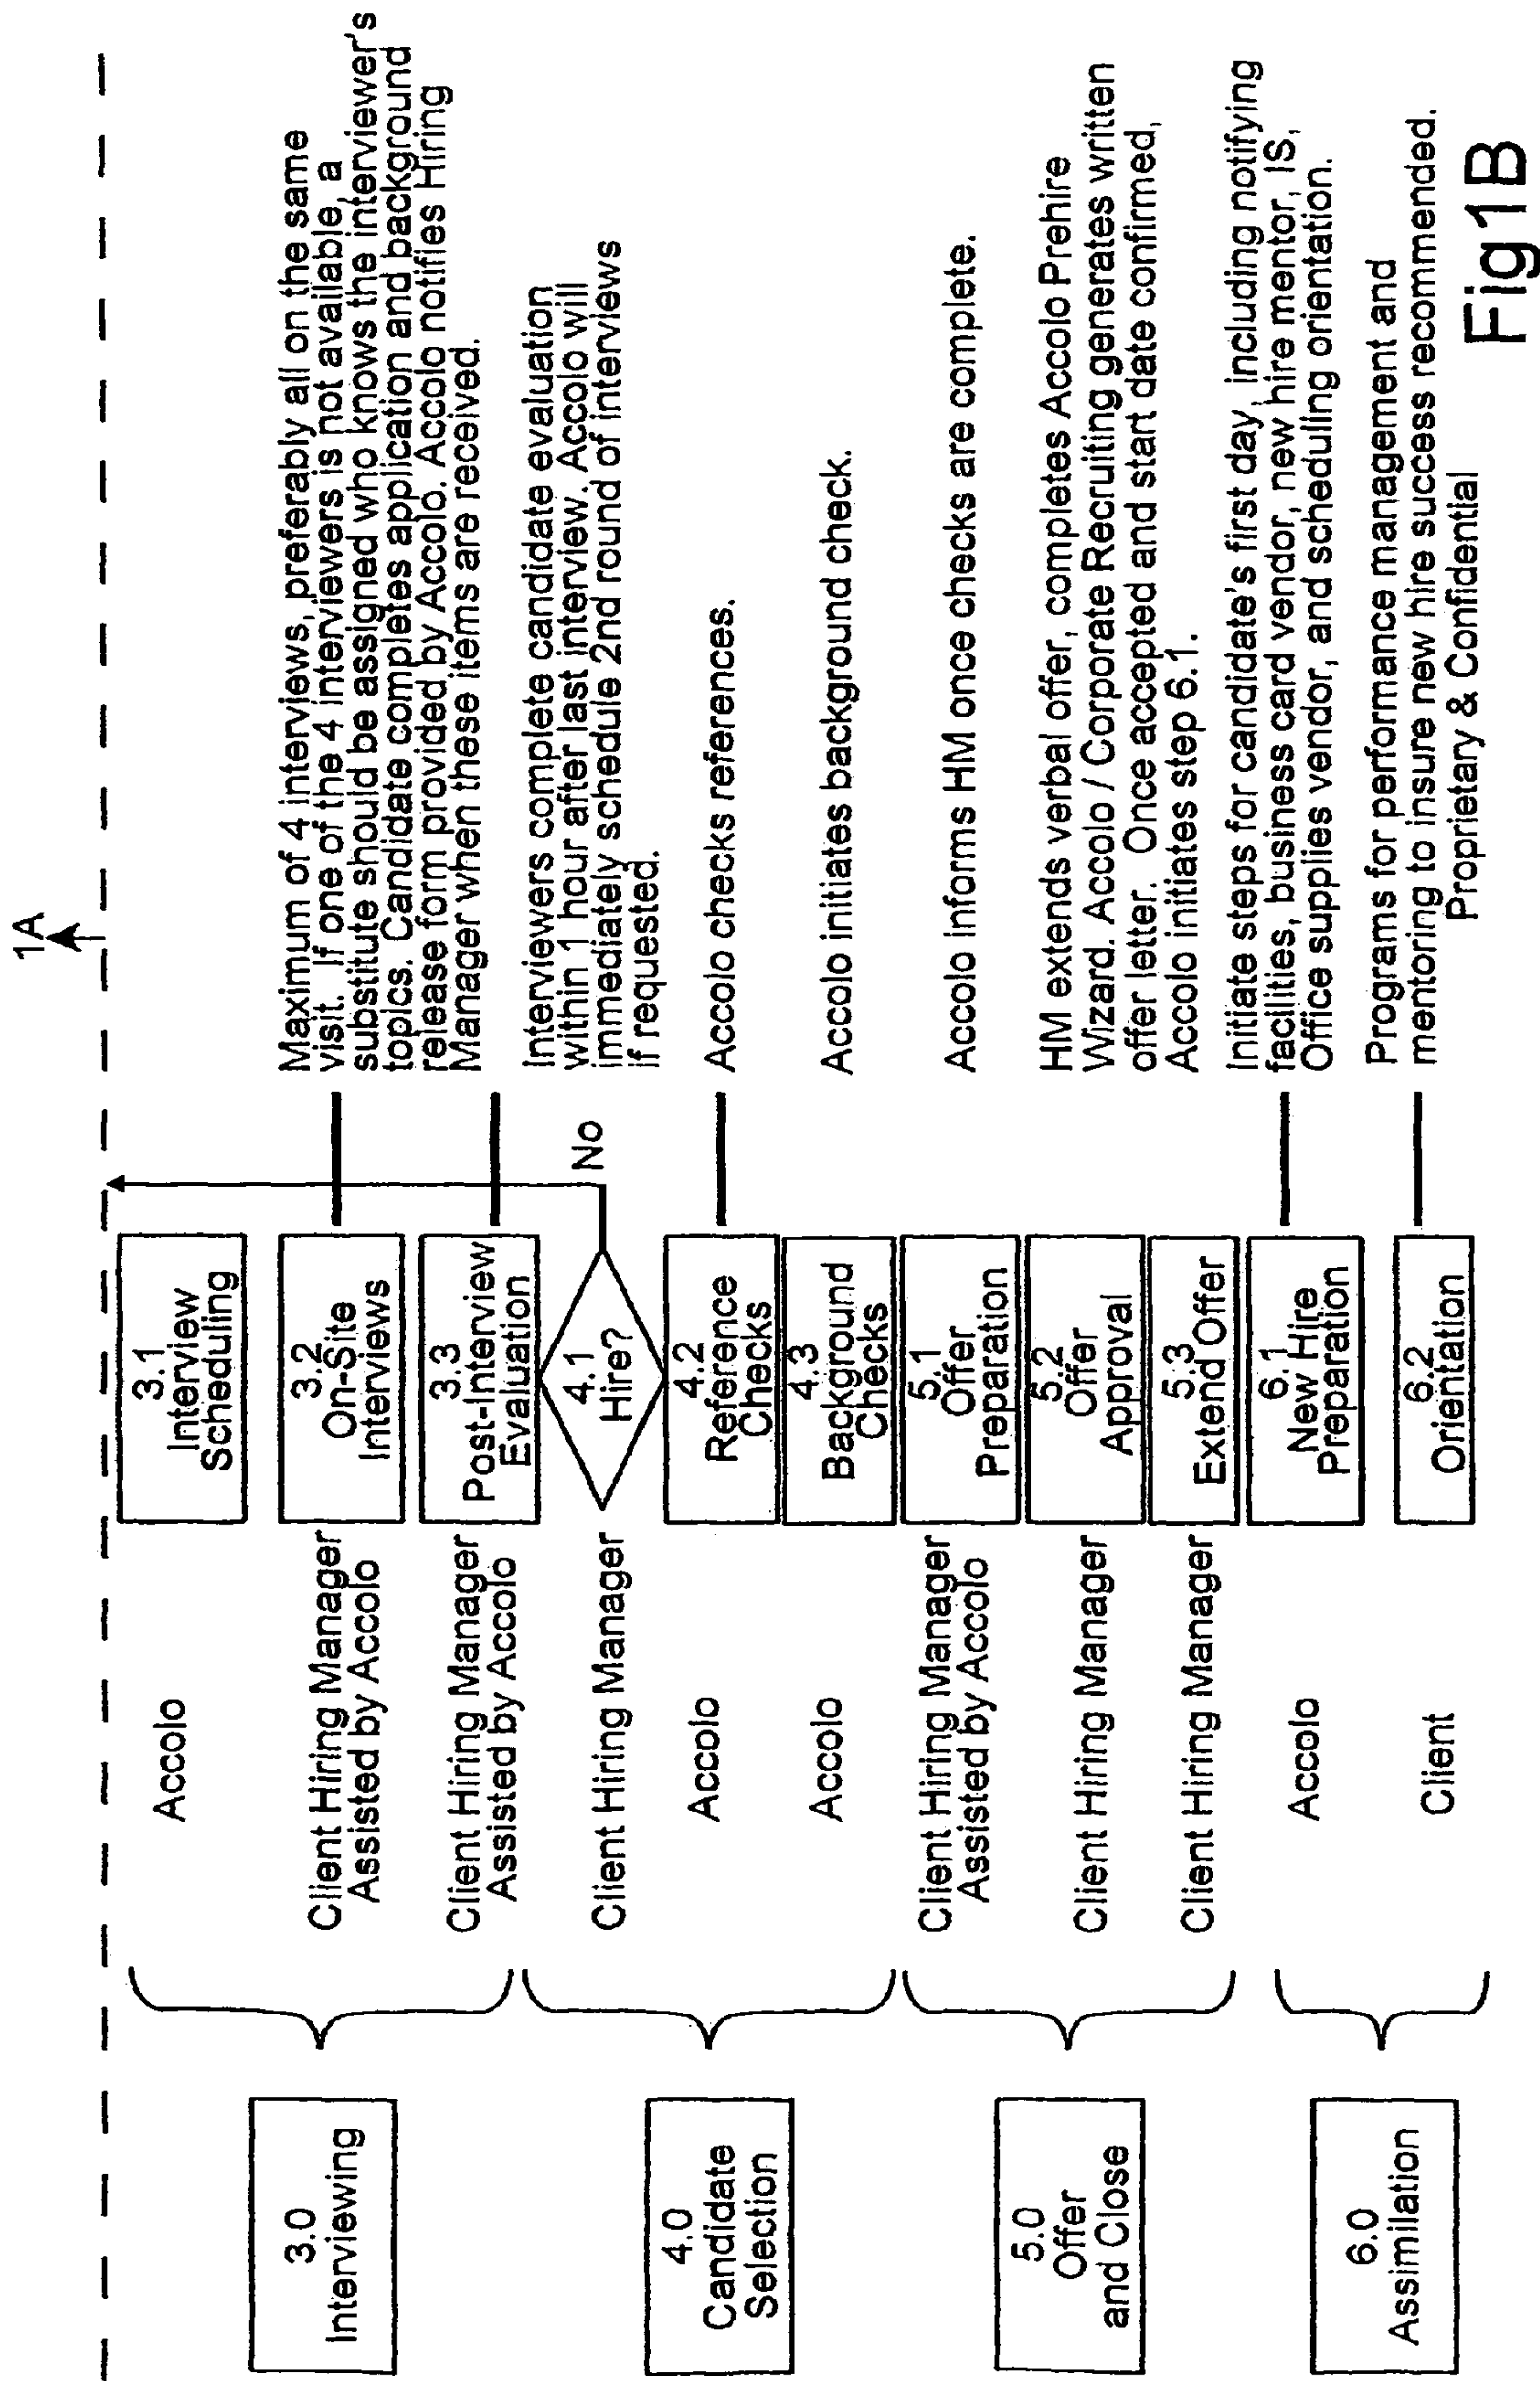 1A
3.0
Interviewing
4.0
Candidate
Selection
5.0
Offer
and Close
6.0
Assimilation
Accolo
Client Hiring Manager
Assisted by Accolo
Client Hiring Manager
Assisted by Accolo
Client Hiring Manager
Accolo
Accolo
Client Hiring Manager
Assisted by Accolo
Client Hiring Manager
Client Hiring Manager
Accolo
Client
3.1
Interview
Scheduling
3.2
On-Site
Interviews
3.3
Post-Interview
Evaluation
4.1
Hire?
No
4.2
Reference
Checks
4.3
Background
Checks
5.1
Offer
Preparation
5.2
Offer
Approval
5.3
Extend Offer
6.1
New Hire
Preparation
6.2
Orientation
Maximum of 4 interviews, preferably all on the same
visit. If one of the 4 interviewers is not available, a
substitute should be assigned who knows the interviewer's
topics. Candidate completes application and background
release form provided by Accolo. Accolo notifies Hiring
Manager when these items are received.
Interviewers complete candidate evaluation
within 1 hour after last interview. Accolo will
immediately schedule 2nd round of interviews
if requested.
Accolo checks references.
Accolo initiates background check.
Accolo informs HM once checks are complete.
HM extends verbal offer, completes Accolo Prehire
Wizard. Accolo / Corporate Recruiting generates written
offer letter. Once accepted and start date confirmed,
Accolo initiates step 6.1.
Initiate steps for candidate's first day, including notifying
facilities, business card vendor, new hire mentor, IS,
Office supplies vendor, and scheduling orientation.
Programs for performance management and
mentoring to insure new hire success recommended.
Proprietary & Confidential
Fig1B